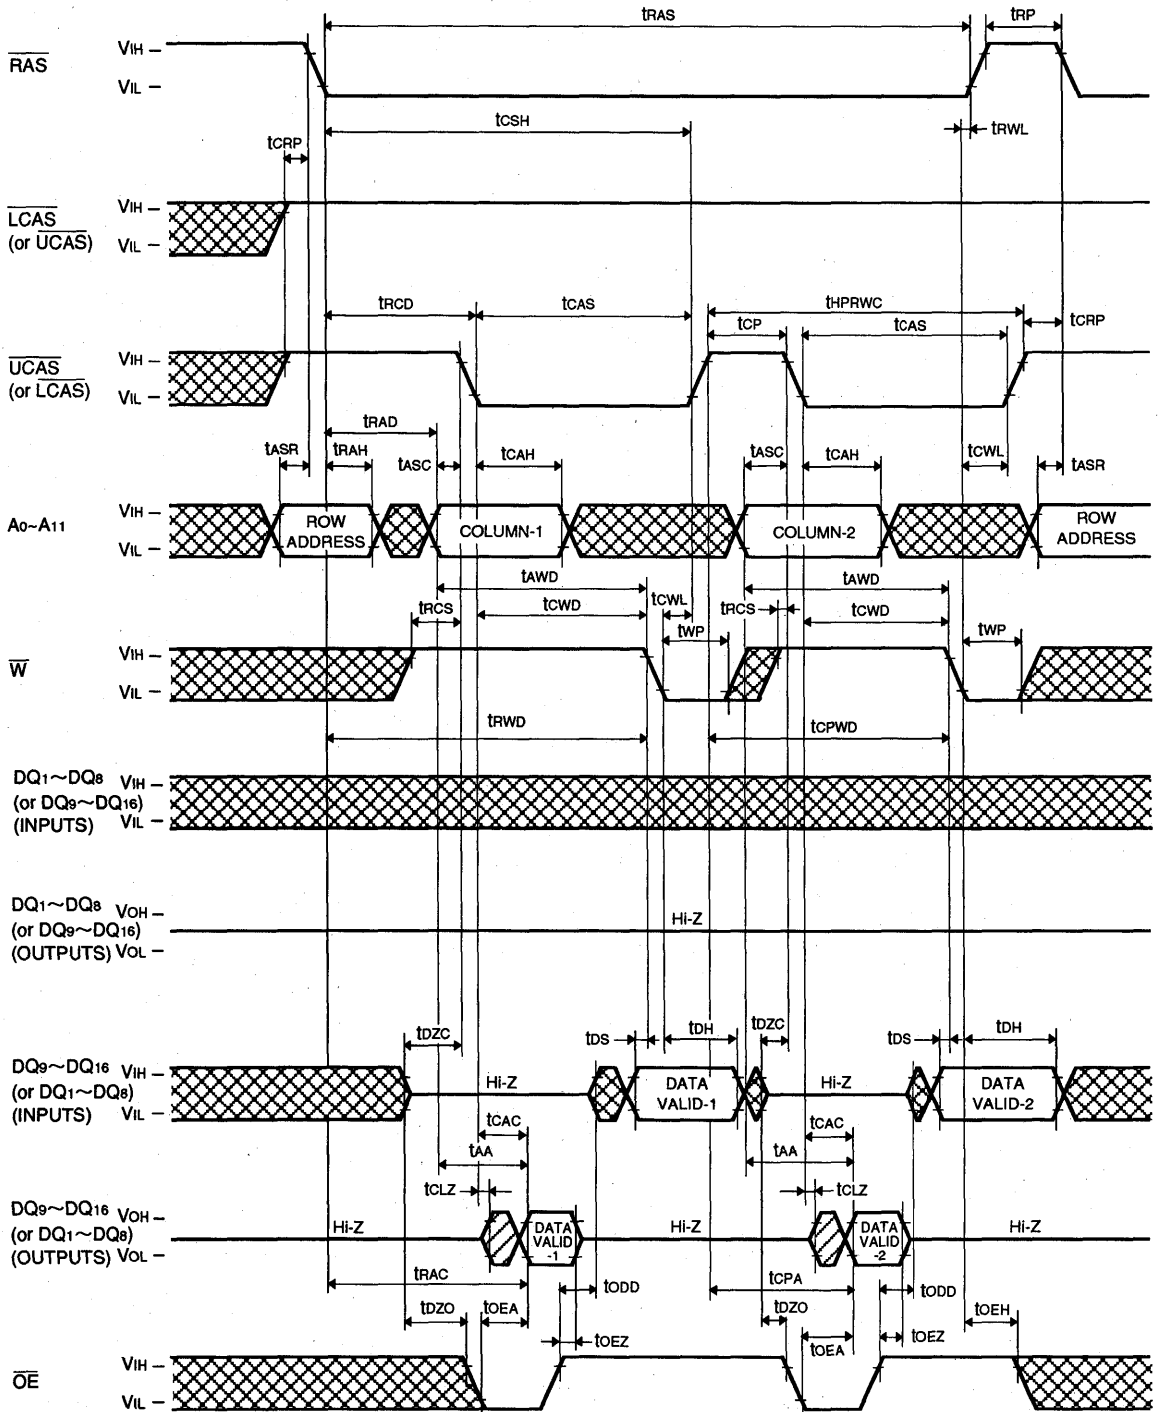 tRAS
tRP
RAS
VIH
VIL
tCSH
tRWL
tCRP
LCAS
(or UCAS)
VIH
VIL
tRCD
tCAS
tHPRWC
tCP
tCAS
tCRP
UCAS
(or LCAS)
VIH
VIL
tRAD
tASR
tRAH
tASC
tCAH
tASC
tCAH
tCWL
tASR
A0~A11
VIH
VIL
ROW
ADDRESS
COLUMN-1
COLUMN-2
ROW
ADDRESS
tAWD
tAWD
tRCS
tCWD
tCWL
tRCS
tCWD
tWP
tWP
W
VIH
VIL
tRWD
tCPWD
DQ1~DQ8
(or DQ9~DQ16)
(INPUTS)
VIH
VIL
DQ1~DQ8
(or DQ9~DQ16)
(OUTPUTS)
VOH
VOL
Hi-Z
tDZC
tDS
tDH
tDZC
tDS
tDH
DQ9~DQ16
(or DQ1~DQ8)
(INPUTS)
VIH
VIL
Hi-Z
DATA
VALID-1
Hi-Z
DATA
VALID-2
tCAC
tCAC
tAA
tAA
tCLZ
tCLZ
DQ9~DQ16
(or DQ1~DQ8)
(OUTPUTS)
VOH
VOL
Hi-Z
DATA
VALID
-1
Hi-Z
DATA
VALID
-2
Hi-Z
tRAC
tODD
tCPA
tODD
tDZO
tOEA
tOEZ
tDZO
tOEA
tOEZ
tOEH
OE
VIH
VIL